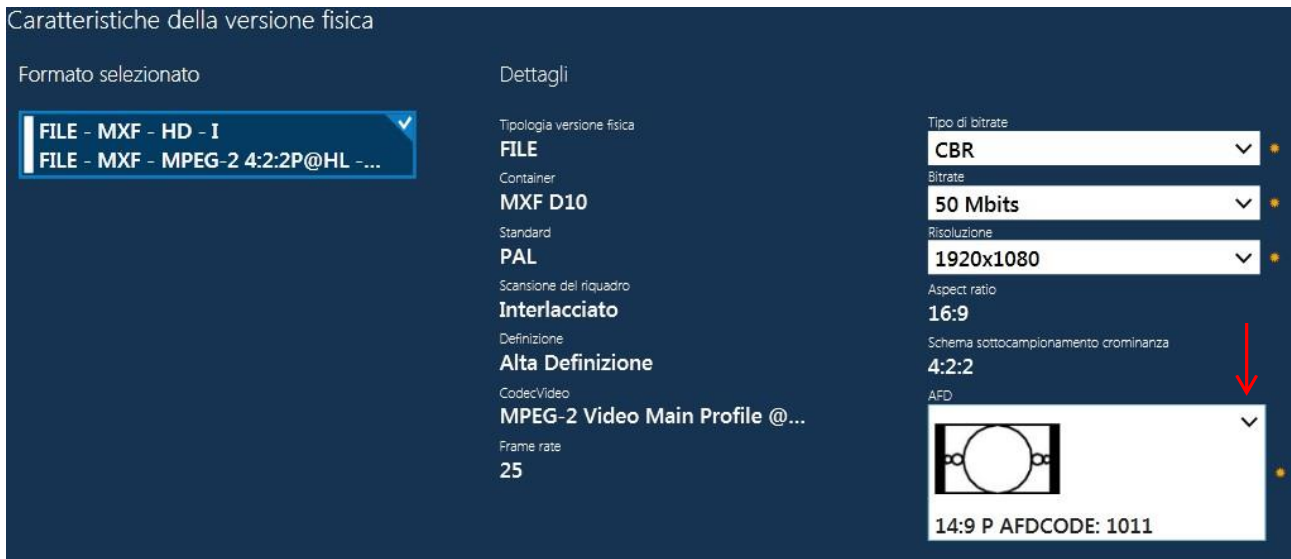 Caratteristiche della versione fisica
Formato selezionato
FILE - MXF - HD - I
FILE - MXF - MPEG-2 4:2:2P@HL -...
Dettagli
Tipologia versione fisica
FILE
Container
MXF D10
Standard
PAL
Scansione del riquadro
Interlacciato
Definizione
Alta Definizione
CodecVideo
MPEG-2 Video Main Profile @...
Frame rate
25
Tipo di bitrate
CBR
Bitrate
50 Mbits
Risoluzione
1920x1080
Aspect ratio
16:9
Schema sottocampionamento crominanza
4:2:2
AFD
14:9 P AFDCODE: 1011